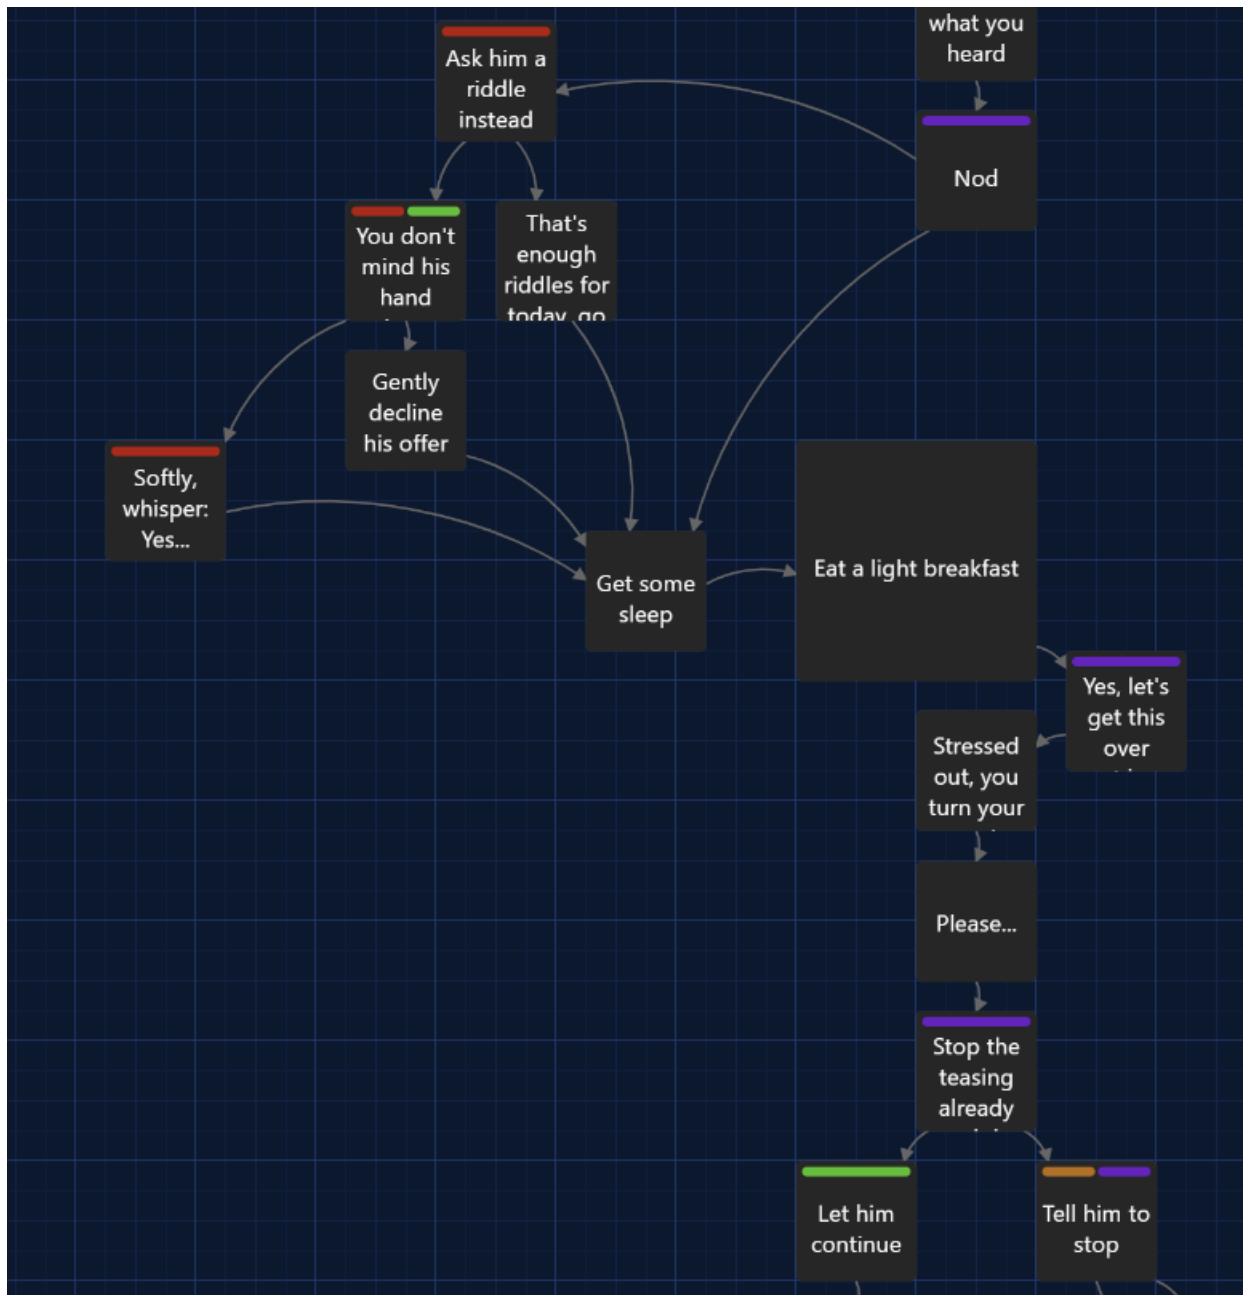 what you
heard
Ask him a
riddle
instead
Nod
You don't
mind his
hand
That's
enough
riddles for
today, go
Gently
decline
his offer
Softly,
whisper:
Yes...
Get some
sleep
Eat a light breakfast
Yes, let's
get this
over
Stressed
out, you
turn your
Please...
Stop the
teasing
already
Let him
continue
Tell him to
stop